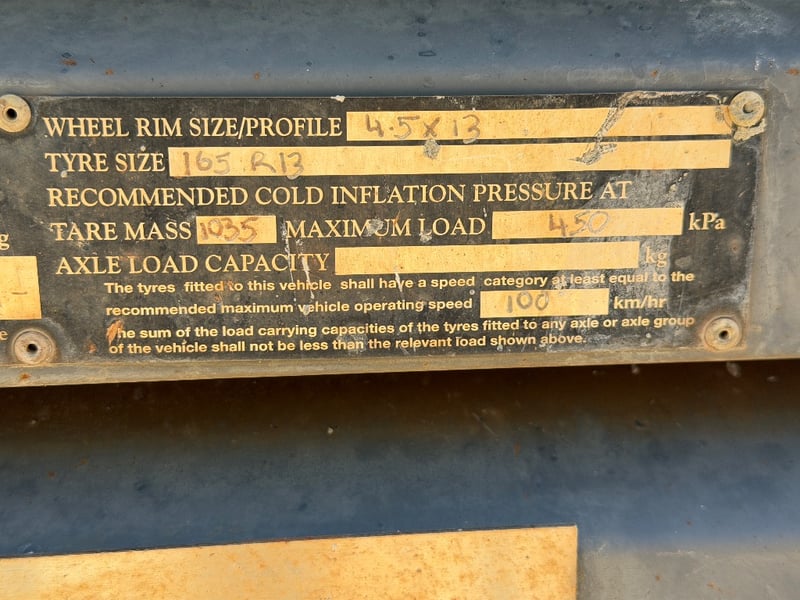 WHEEL RIM SIZE/PROFILE 4.5 x 13
TYRE SIZE 165 R13
RECOMMENDED COLD INFLATION PRESSURE AT
TARE MASS 1035 MAXIMUM LOAD 450 kPa
g
AXLE LOAD CAPACITY kg
The tyres fitted to this vehicle shall have a speed category at least equal to the
recommended maximum vehicle operating speed 100 km/hr
e
The sum of the load carrying capacities of the tyres fitted to any axle or axle group
of the vehicle shall not be less than the relevant load shown above.